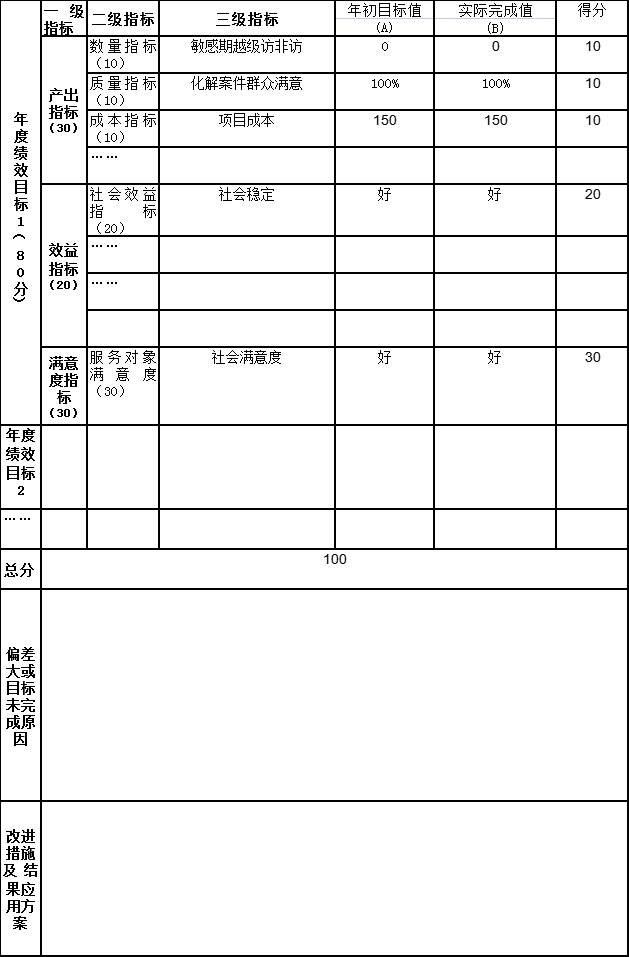 一 级
指标
二级指标
三级指标
年初目标值
(A)
实际完成值
(B)
得分
年度绩效目标1︵80分︶
产出
指标
(30)
数量指标
（10）
敏感期越级访非访
0
0
10
质量指标
（10）
化解案件群众满意
100%
100%
10
成本指标
（10）
项目成本
150
150
10
……
效益
指标
(20)
社会效益
指 标
（20）
社会稳定
好
好
20
……
……
满意
度指
标
(30)
服务对象
满意度
（30）
社会满意度
好
好
30
年度
绩效
目标
2
……
总分
100
偏差
大或
目标
未完
成原
因
改进
措施
及结
果应
用方
案